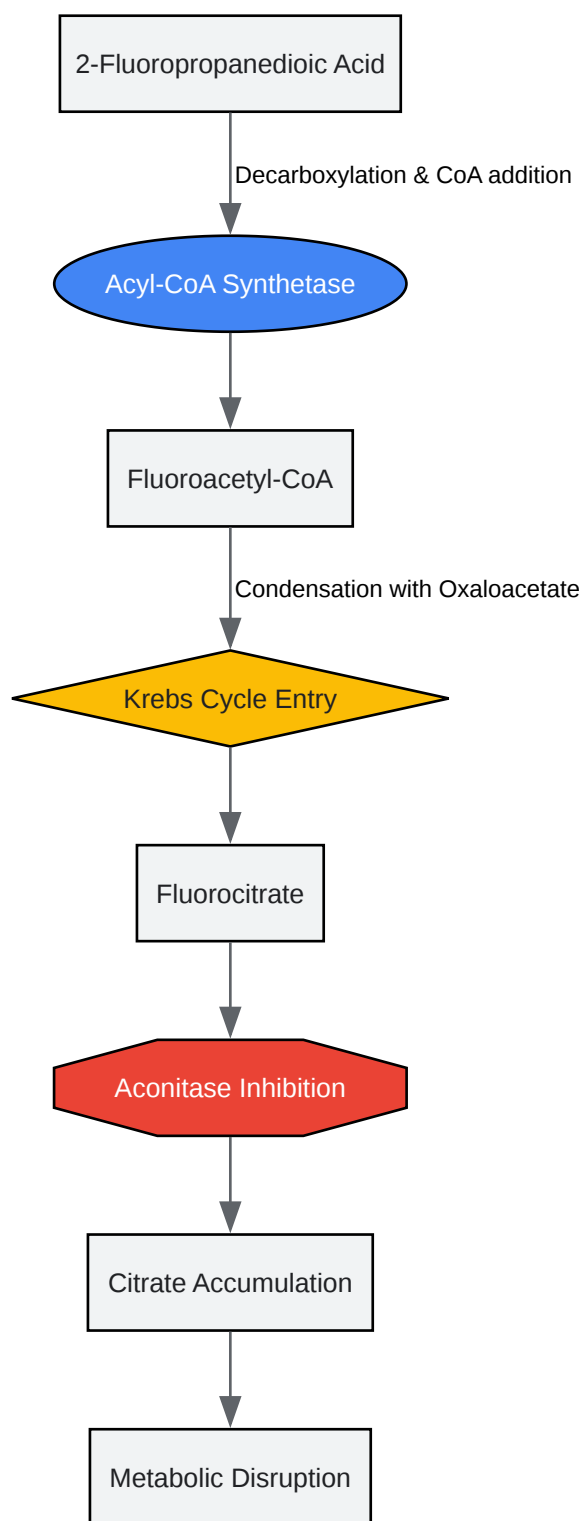 2-Fluoropropanedioic Acid
Decarboxylation & CoA addition
Acyl-CoA Synthetase
Fluoroacetyl-CoA
Condensation with Oxaloacetate
Krebs Cycle Entry
Fluorocitrate
Aconitase Inhibition
Citrate Accumulation
Metabolic Disruption